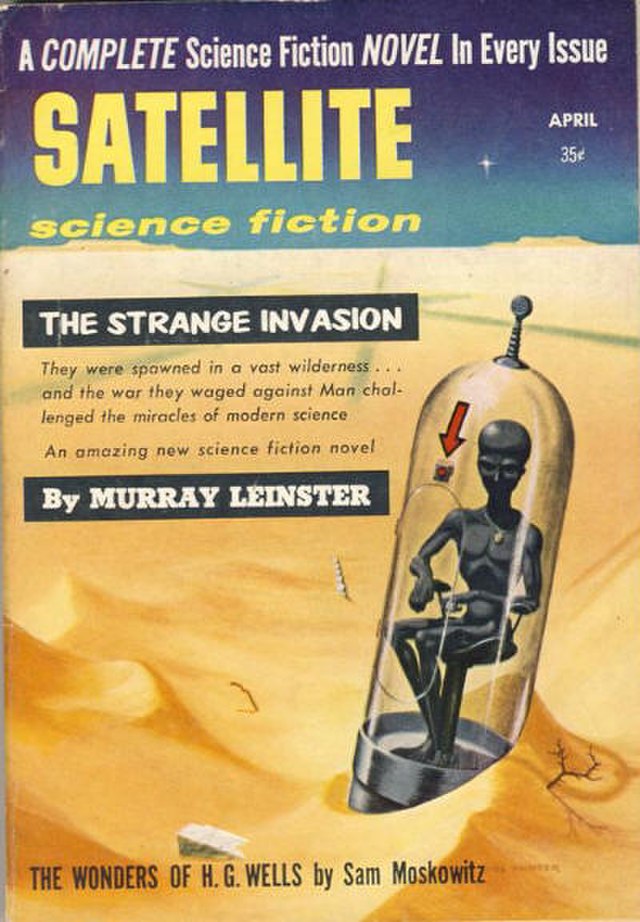 A COMPLETE Science Fiction NOVEL In Every Issue
SATELLITE
APRIL
35¢
science fiction
THE STRANGE INVASION
They were spawned in a vast wilderness . . .
and the war they waged against Man chal-
lenged the miracles of modern science
An amazing new science fiction novel
By MURRAY LEINSTER
THE WONDERS OF H. G. WELLS by Sam Moskowitz